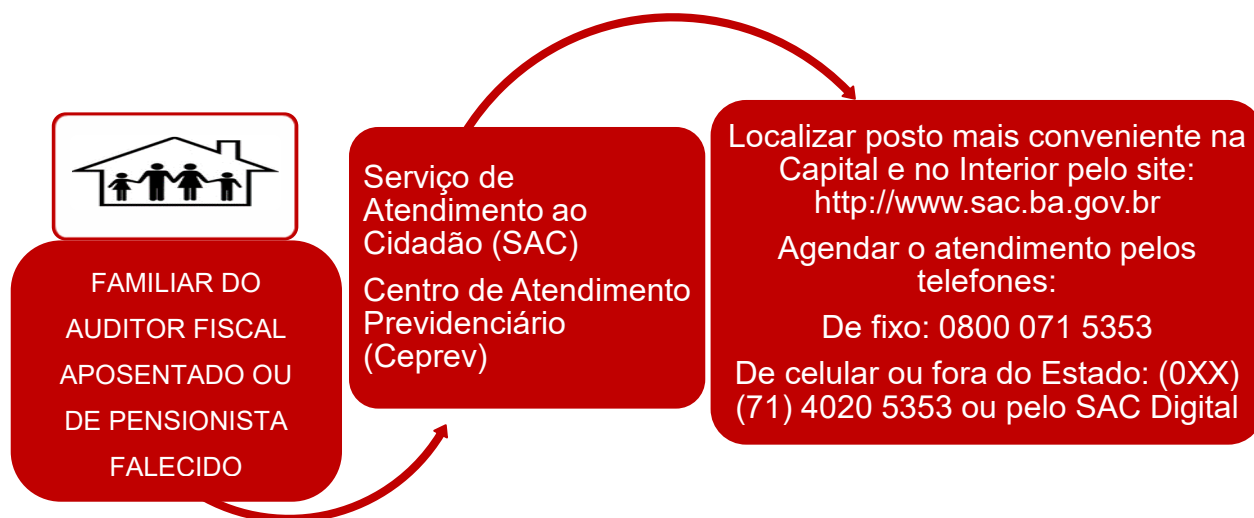 FAMILIAR DO
AUDITOR FISCAL
APOSENTADO OU
DE PENSIONISTA
FALECIDO
Serviço de
Atendimento ao
Cidadão (SAC)
Centro de Atendimento
Previdenciário
(Ceprev)
Localizar posto mais conveniente na
Capital e no Interior pelo site:
http://www.sac.ba.gov.br
Agendar o atendimento pelos
telefones:
De fixo: 0800 071 5353
De celular ou fora do Estado: (0XX)
(71) 4020 5353 ou pelo SAC Digital